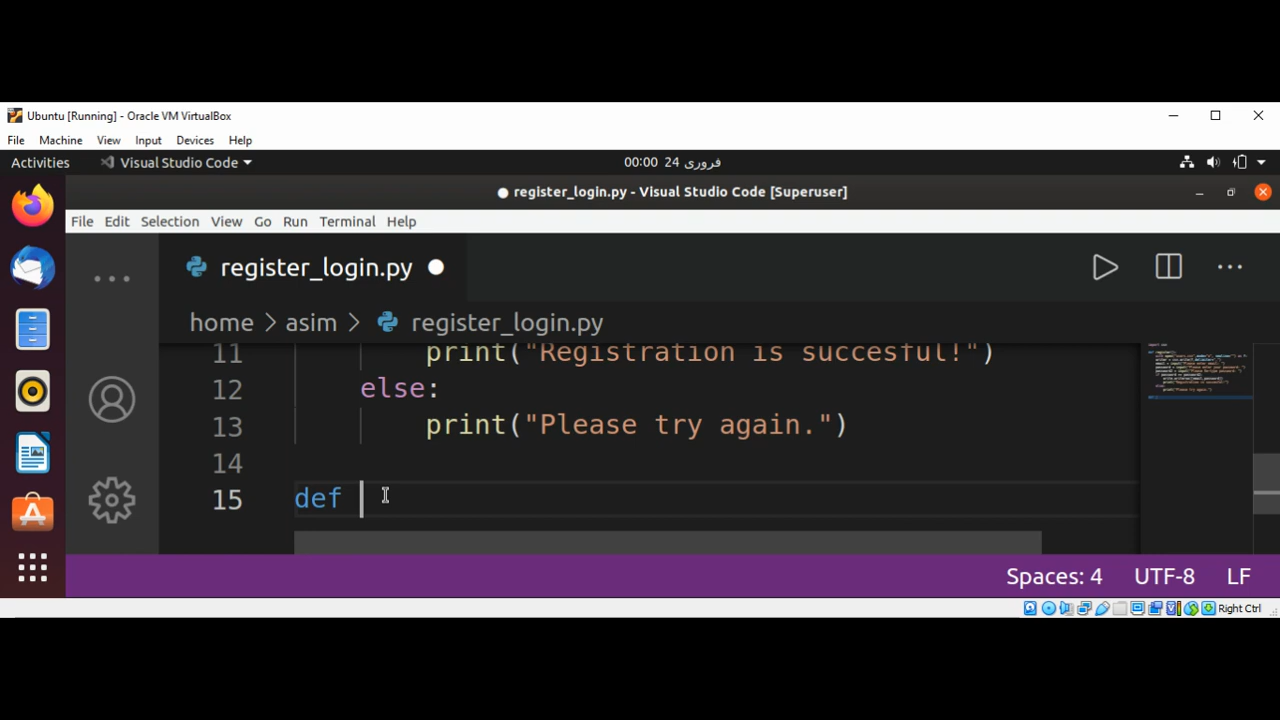 Ubuntu [Running] - Oracle VM VirtualBox
File Machine View Input Devices Help
Activities Visual Studio Code 00:00 24 فروری
● register_login.py - Visual Studio Code [Superuser]
File Edit Selection View Go Run Terminal Help
register_login.py
home > asim > register_login.py
11 print("Registration is succesful!")
12 else:
13 print("Please try again.")
14
15 def
Spaces: 4 UTF-8 LF
Right Ctrl